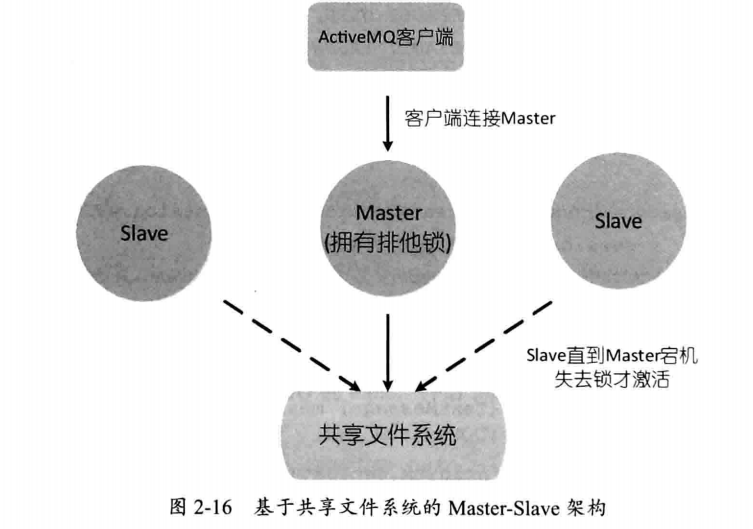 ActiveMQ客户端
客户端连接Master
Slave
Master
(拥有排他锁)
Slave
Slave直到Master宕机
失去锁才激活
共享文件系统
图 2-16 基于共享文件系统的 Master-Slave 架构